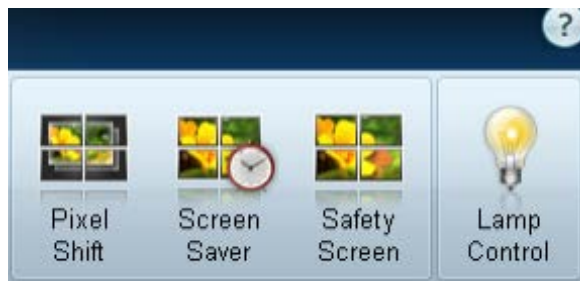 ?
Pixel Shift
Screen Saver
Safety Screen
Lamp Control